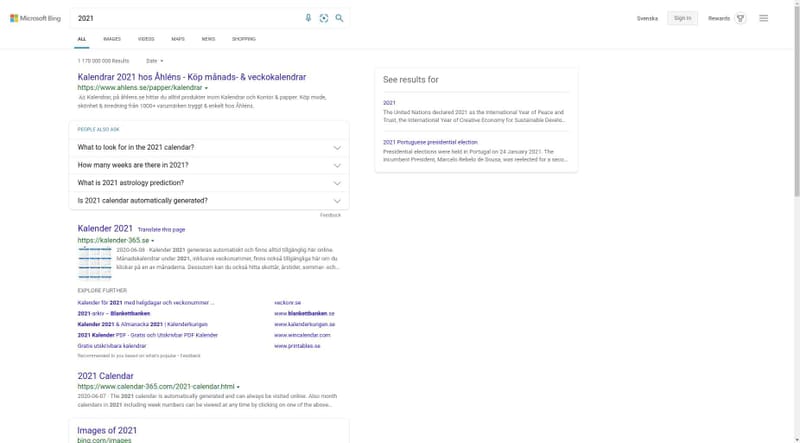 Microsoft Bing
2021
Svenska
Sign in
Rewards
ALL
IMAGES
VIDEOS
MAPS
NEWS
SHOPPING
1 170 000 000 Results
Date
Kalendrar 2021 hos Åhléns - Köp månads- & veckokalendrar
https://www.ahlens.se/papper/kalendrar
Ad Kalendrar, på åhlens.se hittar du alltid produkter inom Kalendrar och Kontor & papper. Köp mode,
skönhet & inredning från 1000+ varumärken tryggt & enkelt hos Åhléns.
PEOPLE ALSO ASK
What to look for in the 2021 calendar?
How many weeks are there in 2021?
What is 2021 astrology prediction?
Is 2021 calendar automatically generated?
Feedback
Kalender 2021 Translate this page
https://kalender-365.se
2020-06-08 · Kalender 2021 genereras automatiskt och finns alltid tillgänglig här online.
Månadskalendrar under 2021, inklusive veckonummer, finns också tillgängliga här om du
klickar på en av månaderna. Dessutom kan du också hitta skottår, årstider, sommar- och…
EXPLORE FURTHER
Kalender för 2021 med helgdagar och veckonummer ...
veckonr.se
2021-arkiv – Blankettbanken
www.blankettbanken.se
Kalender 2021 & Almanacka 2021 | Kalenderkungen
www.kalenderkungen.se
2021 Kalender PDF - Gratis och Utskrivbar PDF Kalender
www.wincalendar.com
Gratis utskrivbara kalendrar
www.printables.se
Recommended to you based on what's popular • Feedback
2021 Calendar
https://www.calendar-365.com/2021-calendar.html
2020-06-07 · The 2021 calendar is automatically generated and can always be visited online. Also month
calendars in 2021 including week numbers can be viewed at any time by clicking on one of the above…
Images of 2021
bing.com/images
See results for
2021
The United Nations declared 2021 as the International Year of Peace and
Trust, the International Year of Creative Economy for Sustainable Develo…
2021 Portuguese presidential election
Presidential elections were held in Portugal on 24 January 2021. The
incumbent President, Marcelo Rebelo de Sousa, was reelected for a seco…